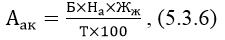 Аак = Б×На×Жж / Т×100 , (5.3.6)